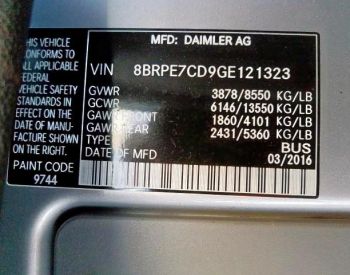 MFD: DAIMLER AG
THIS VEHICLE
CONFORMS TO
ALL APPLICABLE
FEDERAL MOTOR
VEHICLE SAFETY
STANDARDS IN
EFFECT ON THE
DATE OF MANU-
FACTURE SHOWN
ON THIS VEHICLE.
PAINT CODE
9744
VIN 8BRPE7CD9GE121323
GVWR 3878/8550 KG/LB
GCWR 6146/13550 KG/LB
GAWR FRONT 1860/4101 KG/LB
GAWR REAR 2431/5360 KG/LB
TYPE BUS
DATE OF MFD 03/2016